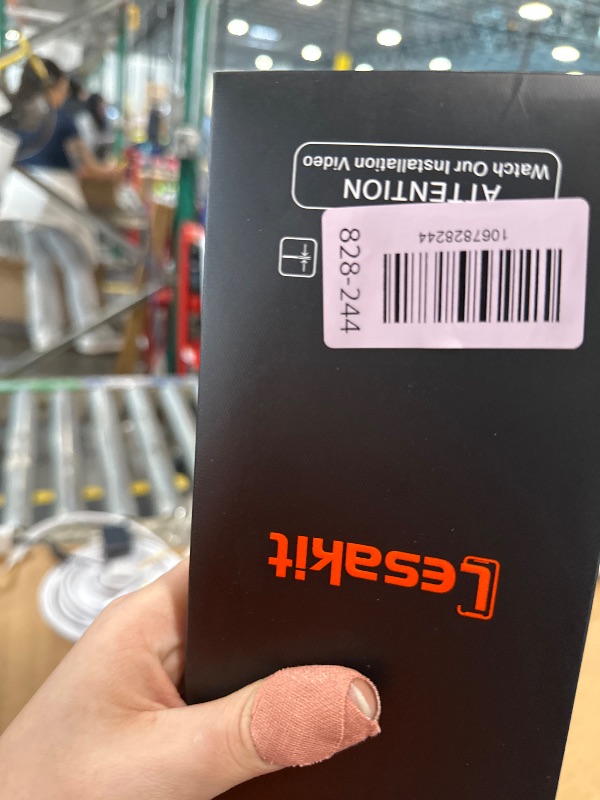 Lesakit
828-244
1067828244
ATTENTION
Watch Our Installation Video